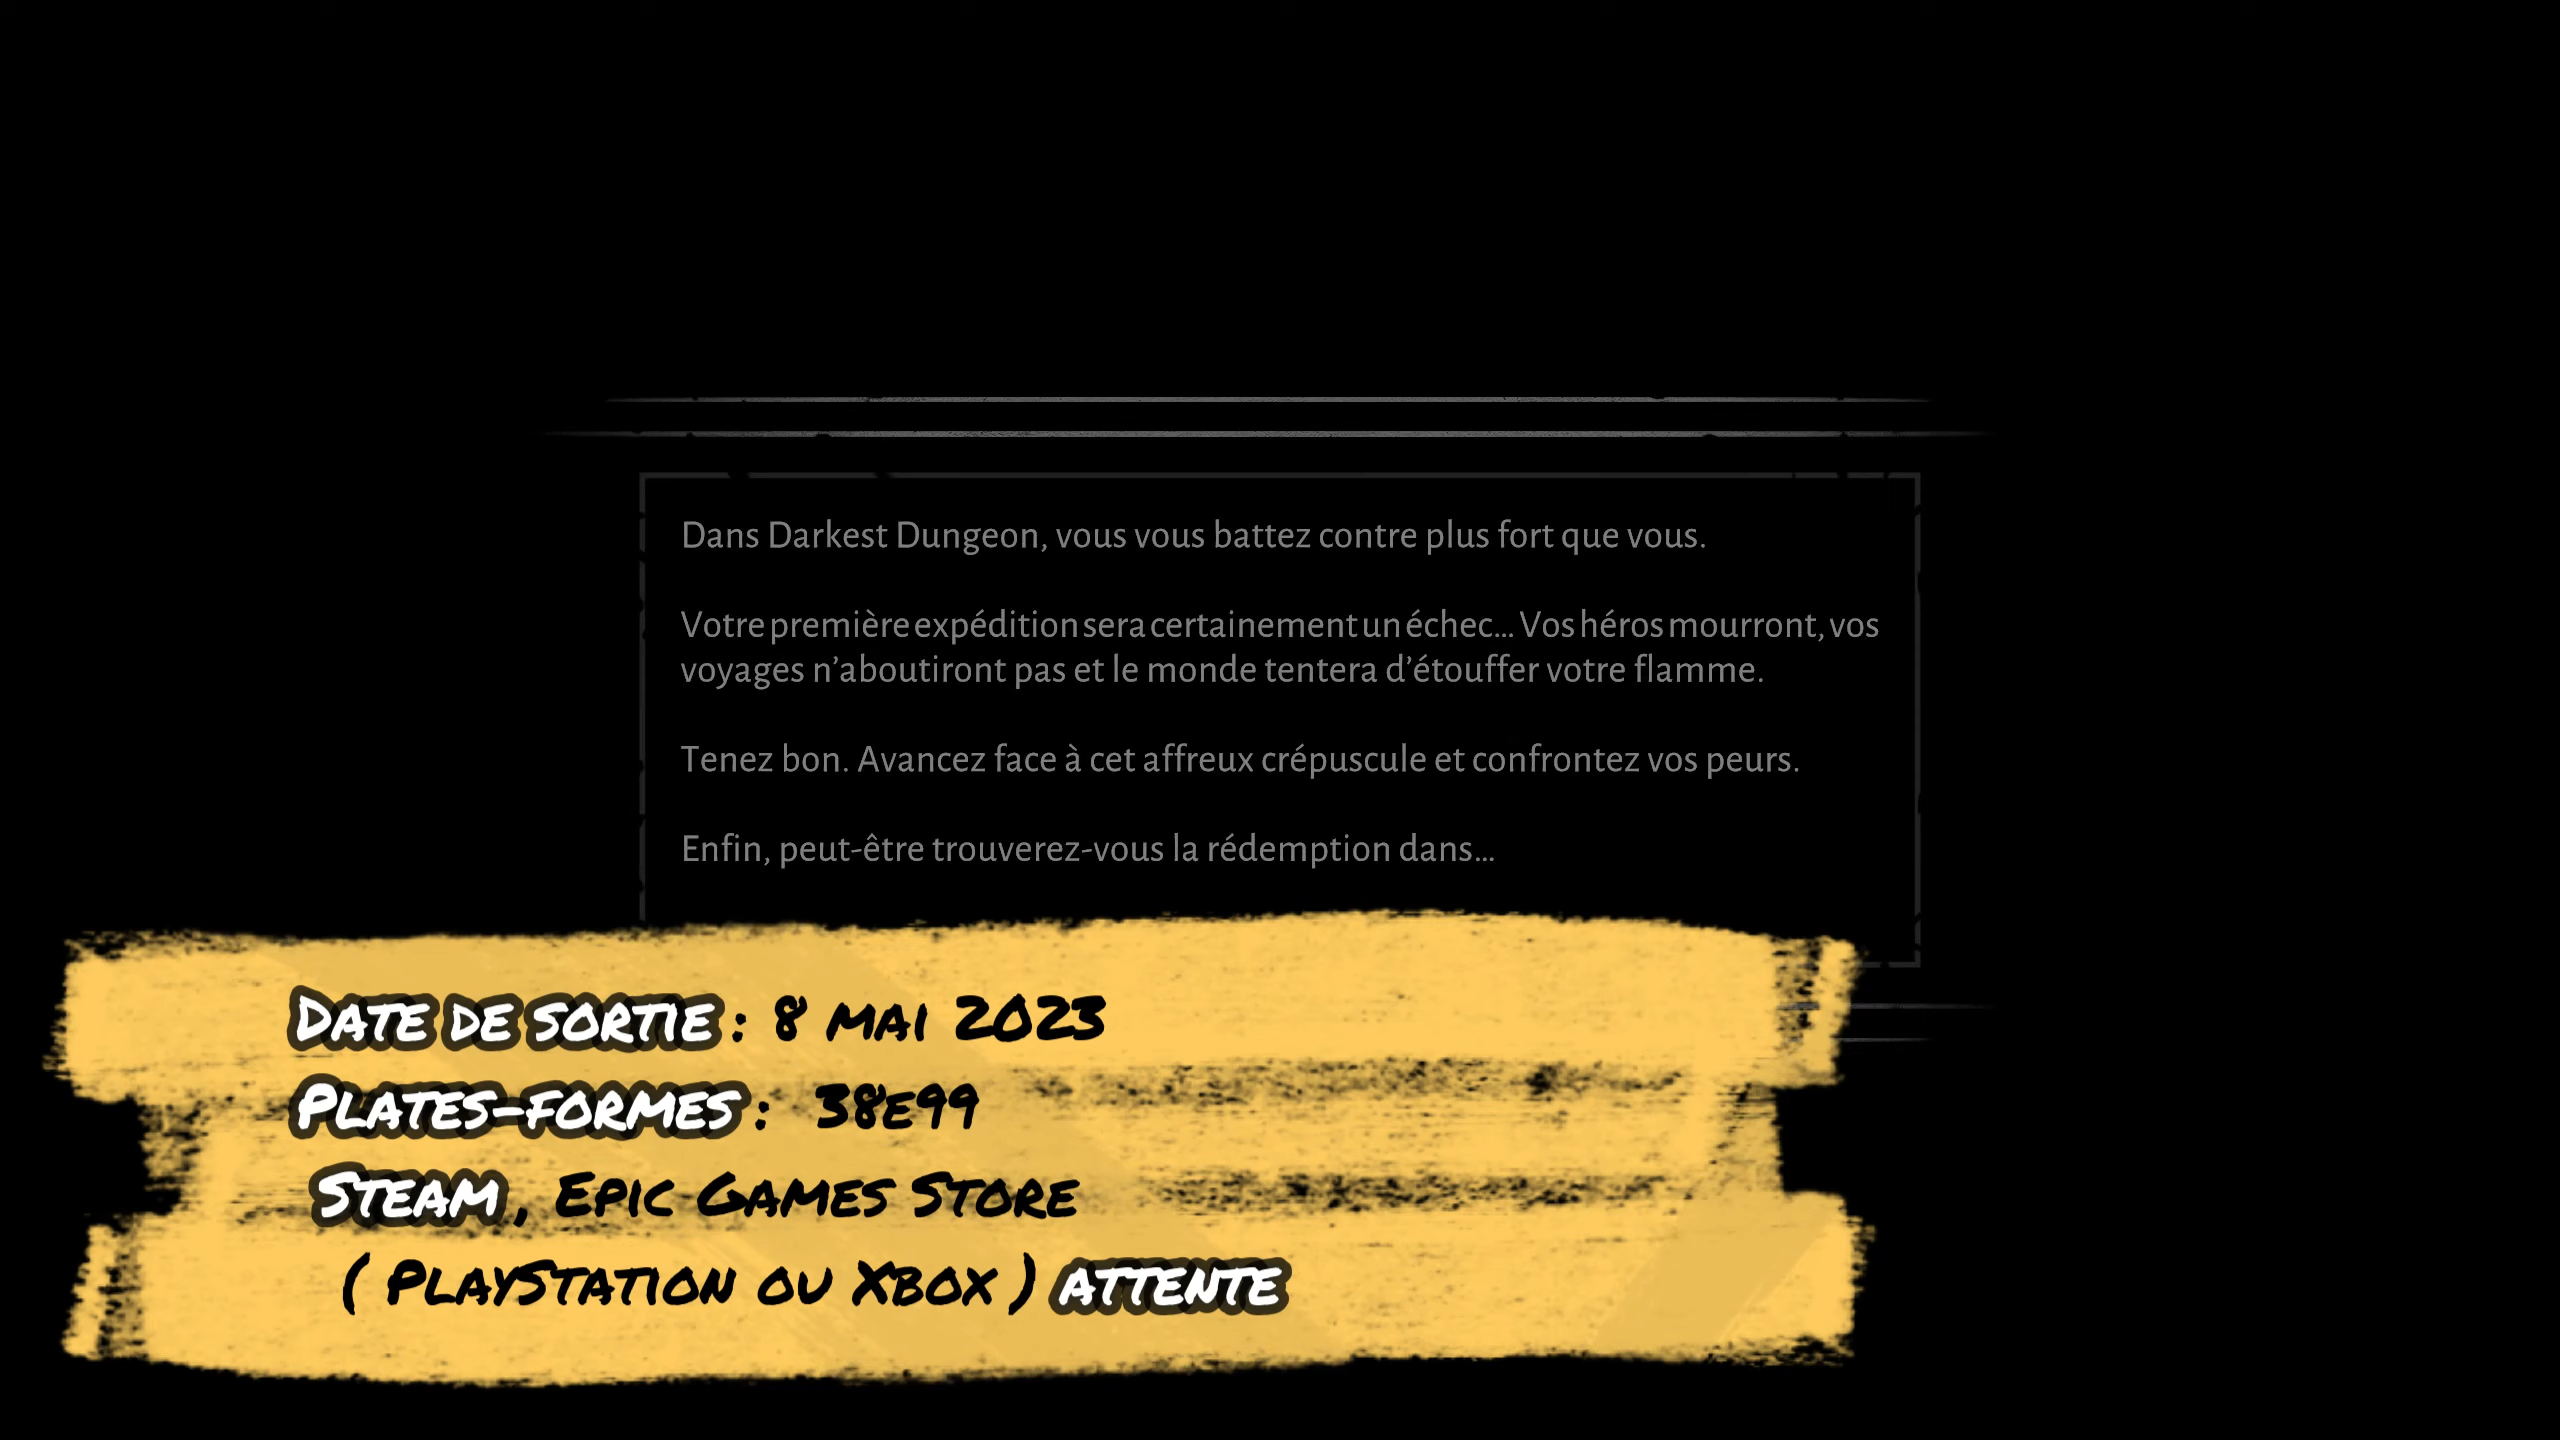 Dans Darkest Dungeon, vous vous battez contre plus fort que vous.
Votre première expédition sera certainement un échec... Vos héros mourront, vos
voyages n’aboutiront pas et le monde tentera d’étouffer votre flamme.
Tenez bon. Avancez face à cet affreux crépuscule et confrontez vos peurs.
Enfin, peut-être trouverez-vous la rédemption dans...
Date de sortie : 8 mai 2023
Plates-formes : 38e99
Steam , Epic Games Store
( PlayStation ou Xbox ) attente